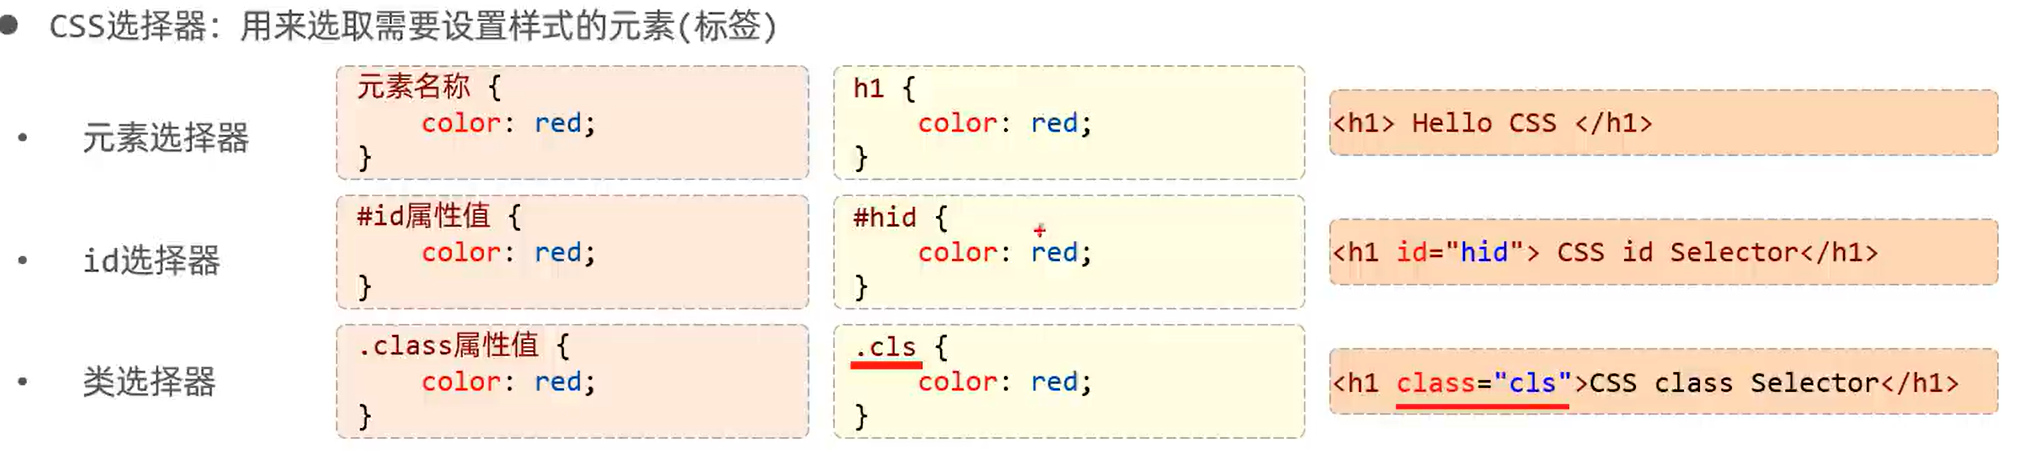 ● CSS选择器：用来选取需要设置样式的元素(标签)
• 元素选择器
元素名称 {
color: red;
}
h1 {
color: red;
}
<h1> Hello CSS </h1>
• id选择器
#id属性值 {
color: red;
}
#hid {
color: red;
}
<h1 id="hid"> CSS id Selector</h1>
• 类选择器
.class属性值 {
color: red;
}
.cls {
color: red;
}
<h1 class="cls">CSS class Selector</h1>